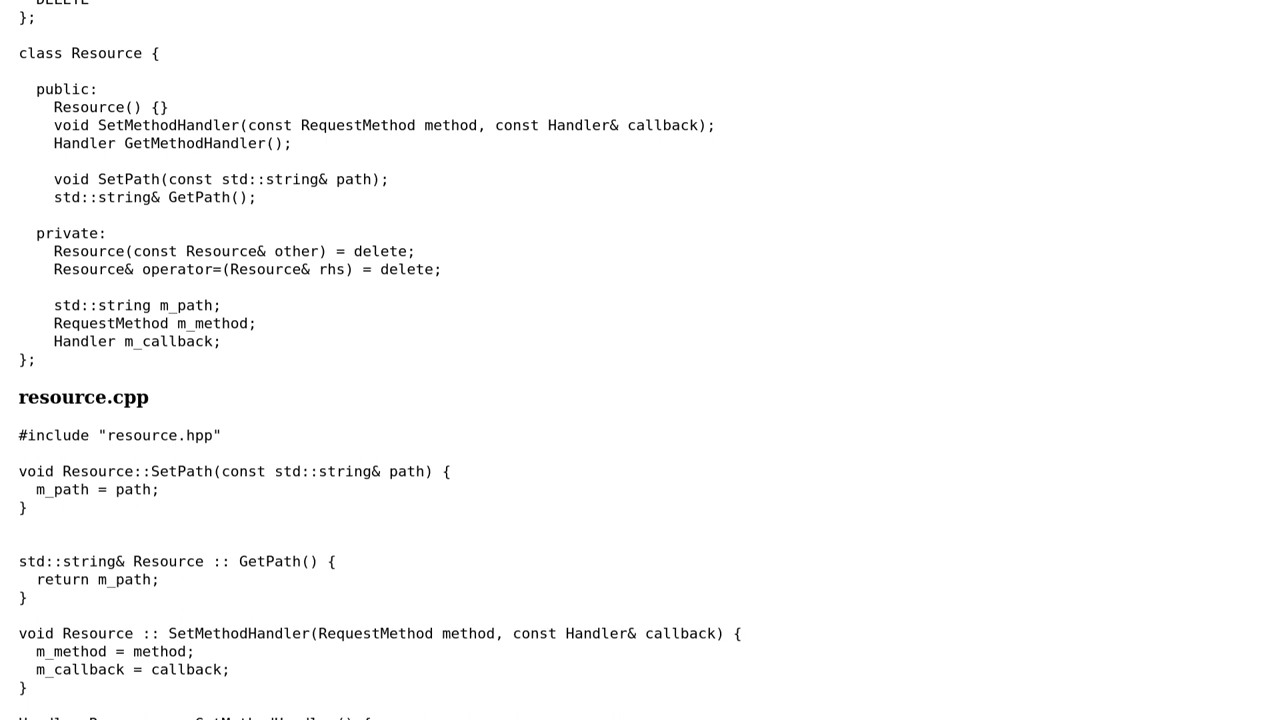 DELETE
};
class Resource {
public:
Resource() {}
void SetMethodHandler(const RequestMethod method, const Handler& callback);
Handler GetMethodHandler();
void SetPath(const std::string& path);
std::string& GetPath();
private:
Resource(const Resource& other) = delete;
Resource& operator=(Resource& rhs) = delete;
std::string m_path;
RequestMethod m_method;
Handler m_callback;
};
resource.cpp
#include "resource.hpp"
void Resource::SetPath(const std::string& path) {
m_path = path;
}
std::string& Resource :: GetPath() {
return m_path;
}
void Resource :: SetMethodHandler(RequestMethod method, const Handler& callback) {
m_method = method;
m_callback = callback;
}